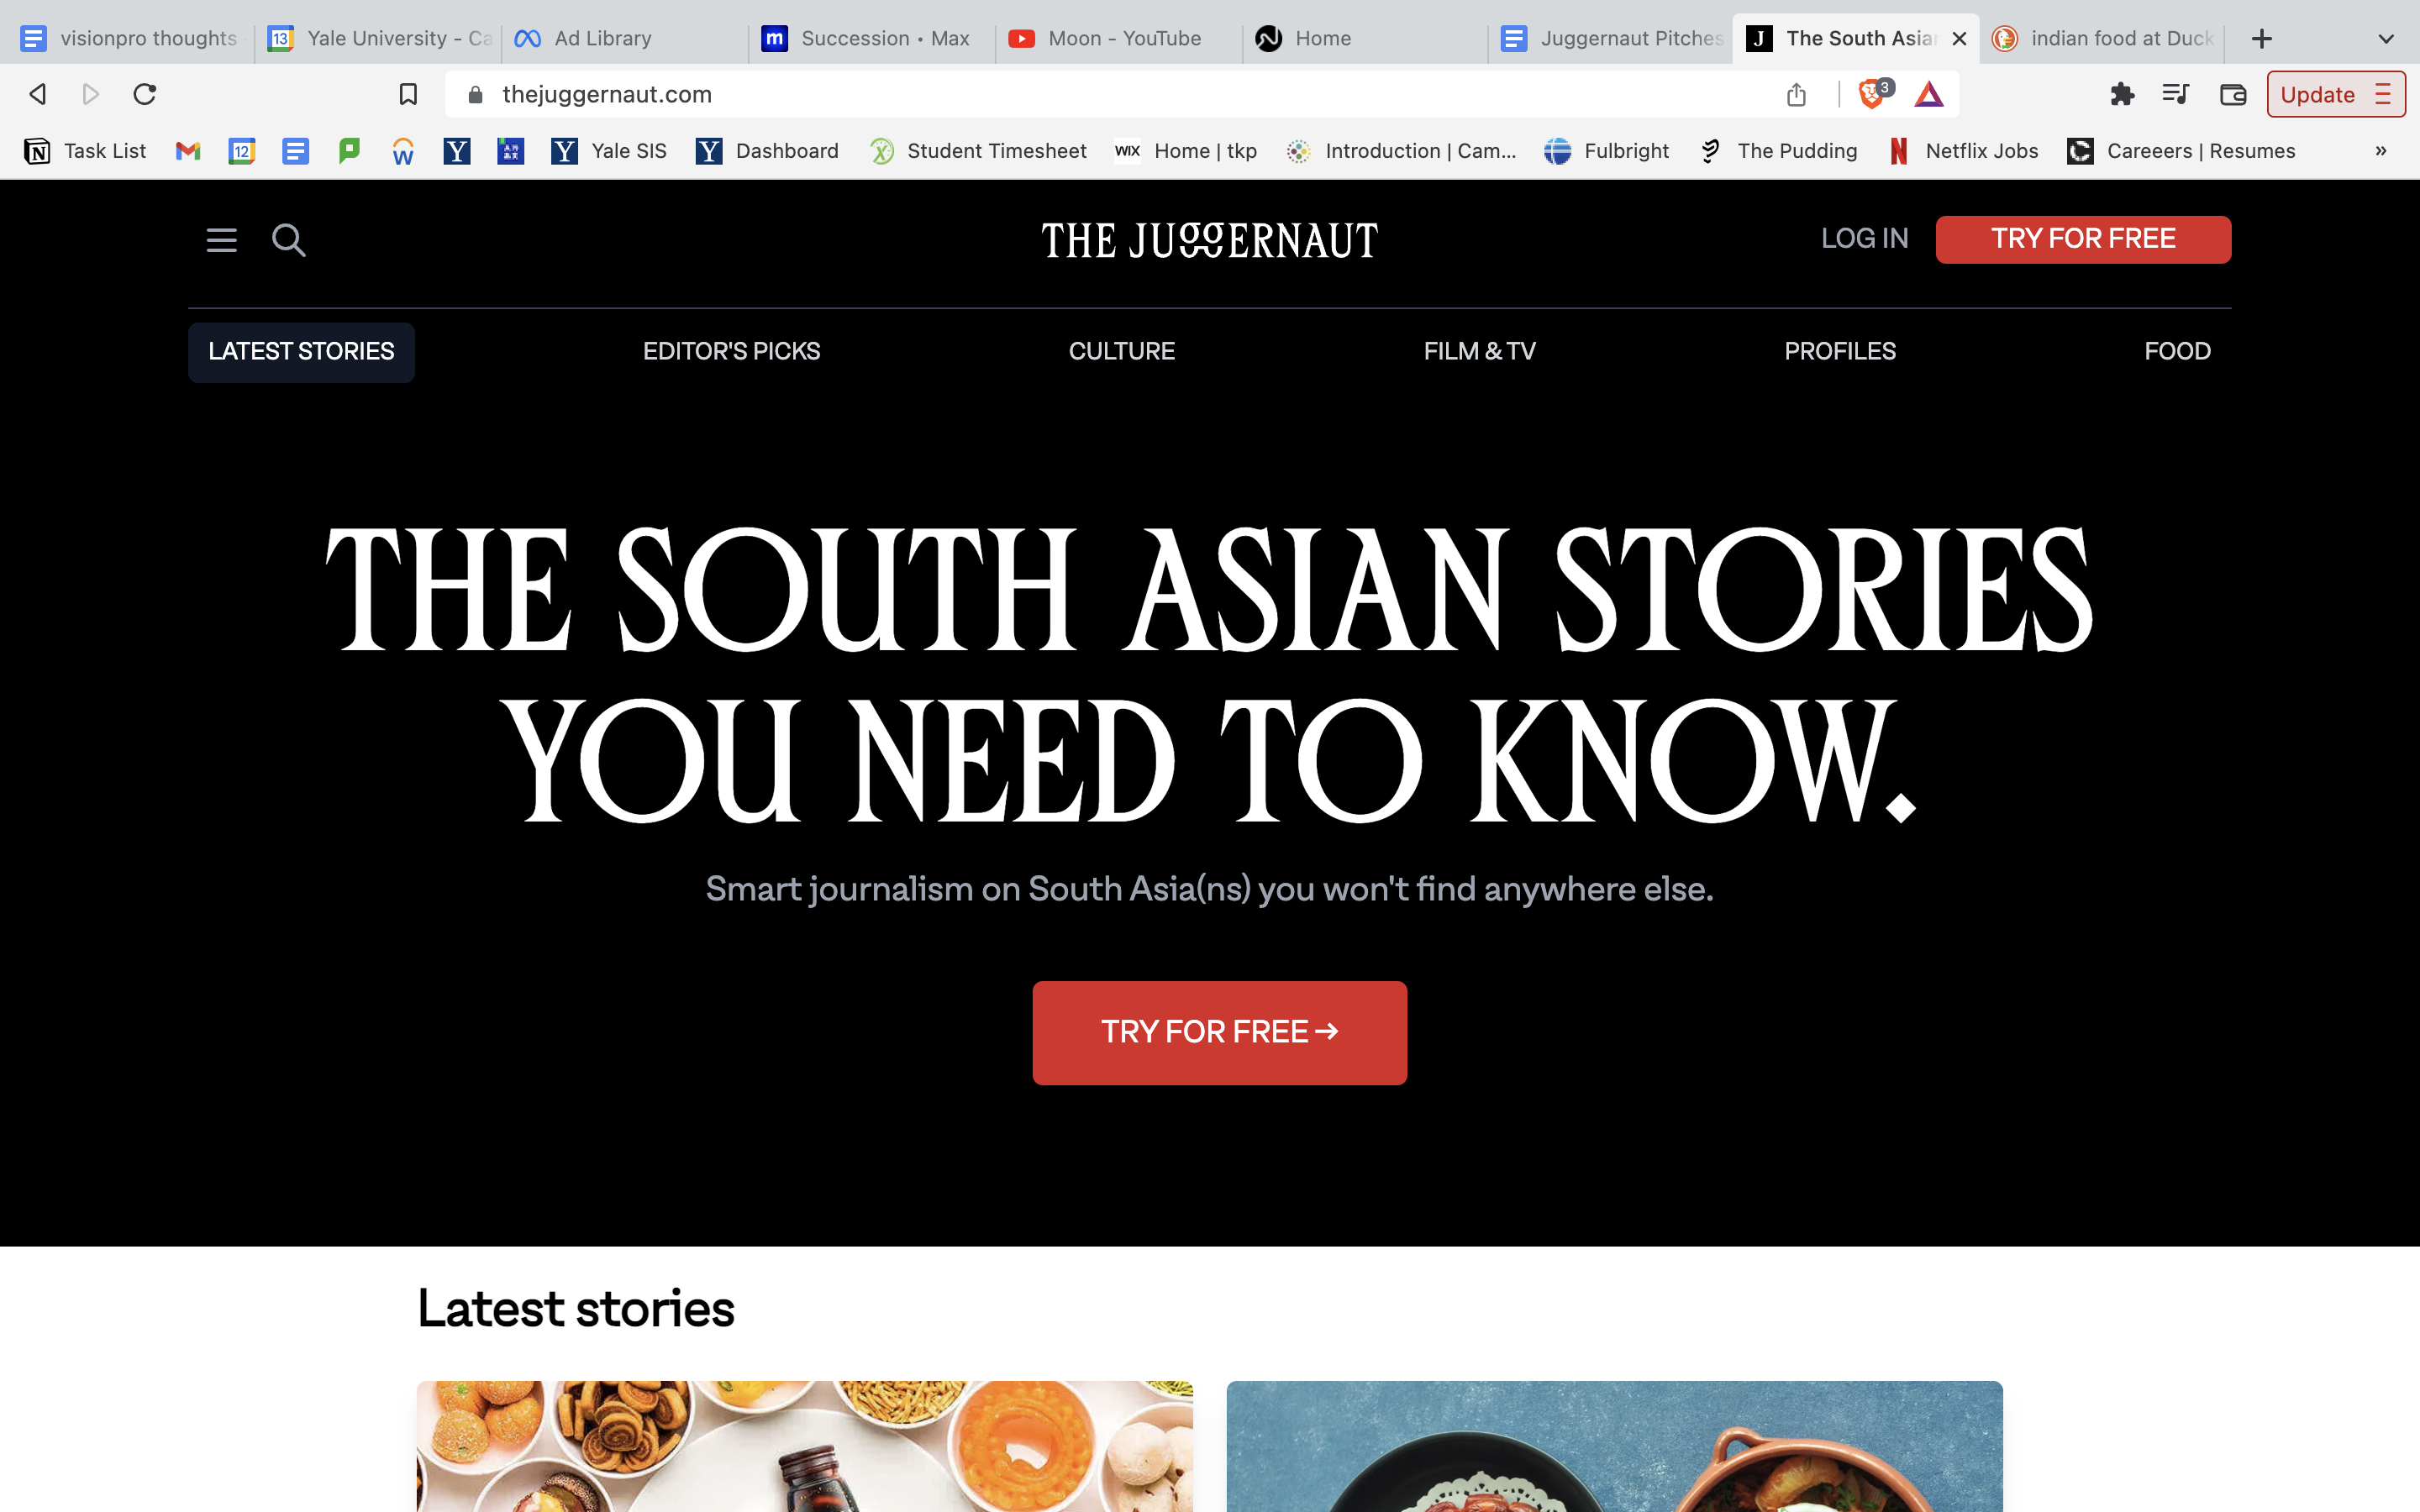 visionpro thoughts
Yale University - Ca
Ad Library
Succession • Max
Moon - YouTube
Home
Juggernaut Pitches
The South Asian
indian food at Duck
thejuggernaut.com
3
Update
Task List
12
Yale SIS
Dashboard
Student Timesheet
WIX
Home | tkp
Introduction | Cam...
Fulbright
The Pudding
Netflix Jobs
Careeers | Resumes
»
THE JUGGERNAUT
LOG IN
TRY FOR FREE
LATEST STORIES
EDITOR'S PICKS
CULTURE
FILM & TV
PROFILES
FOOD
THE SOUTH ASIAN STORIES
YOU NEED TO KNOW.
Smart journalism on South Asia(ns) you won't find anywhere else.
TRY FOR FREE →
Latest stories